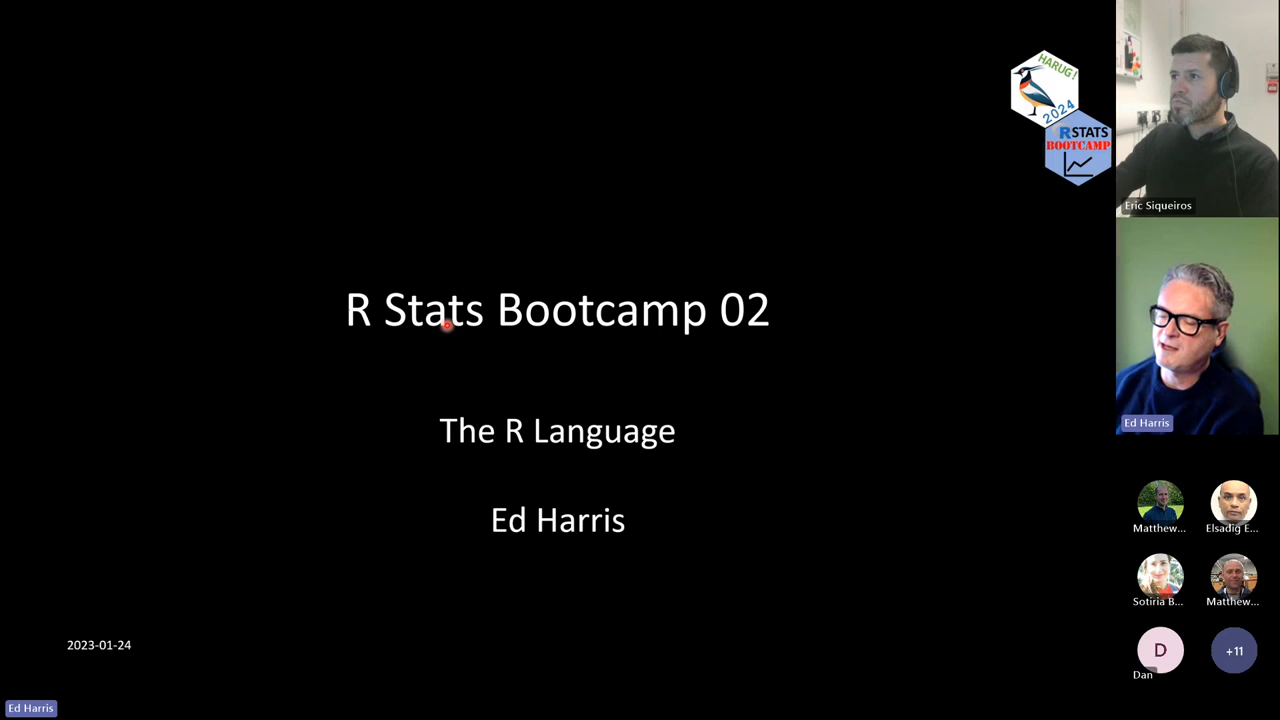 HARUG!
2024
RSTATS
BOOTCAMP
R Stats Bootcamp 02
The R Language
Ed Harris
2023-01-24
Ed Harris
Eric Siqueiros
Ed Harris
Matthew...
Elsadig E...
Sotiria B...
Matthew...
D
Dan
+11